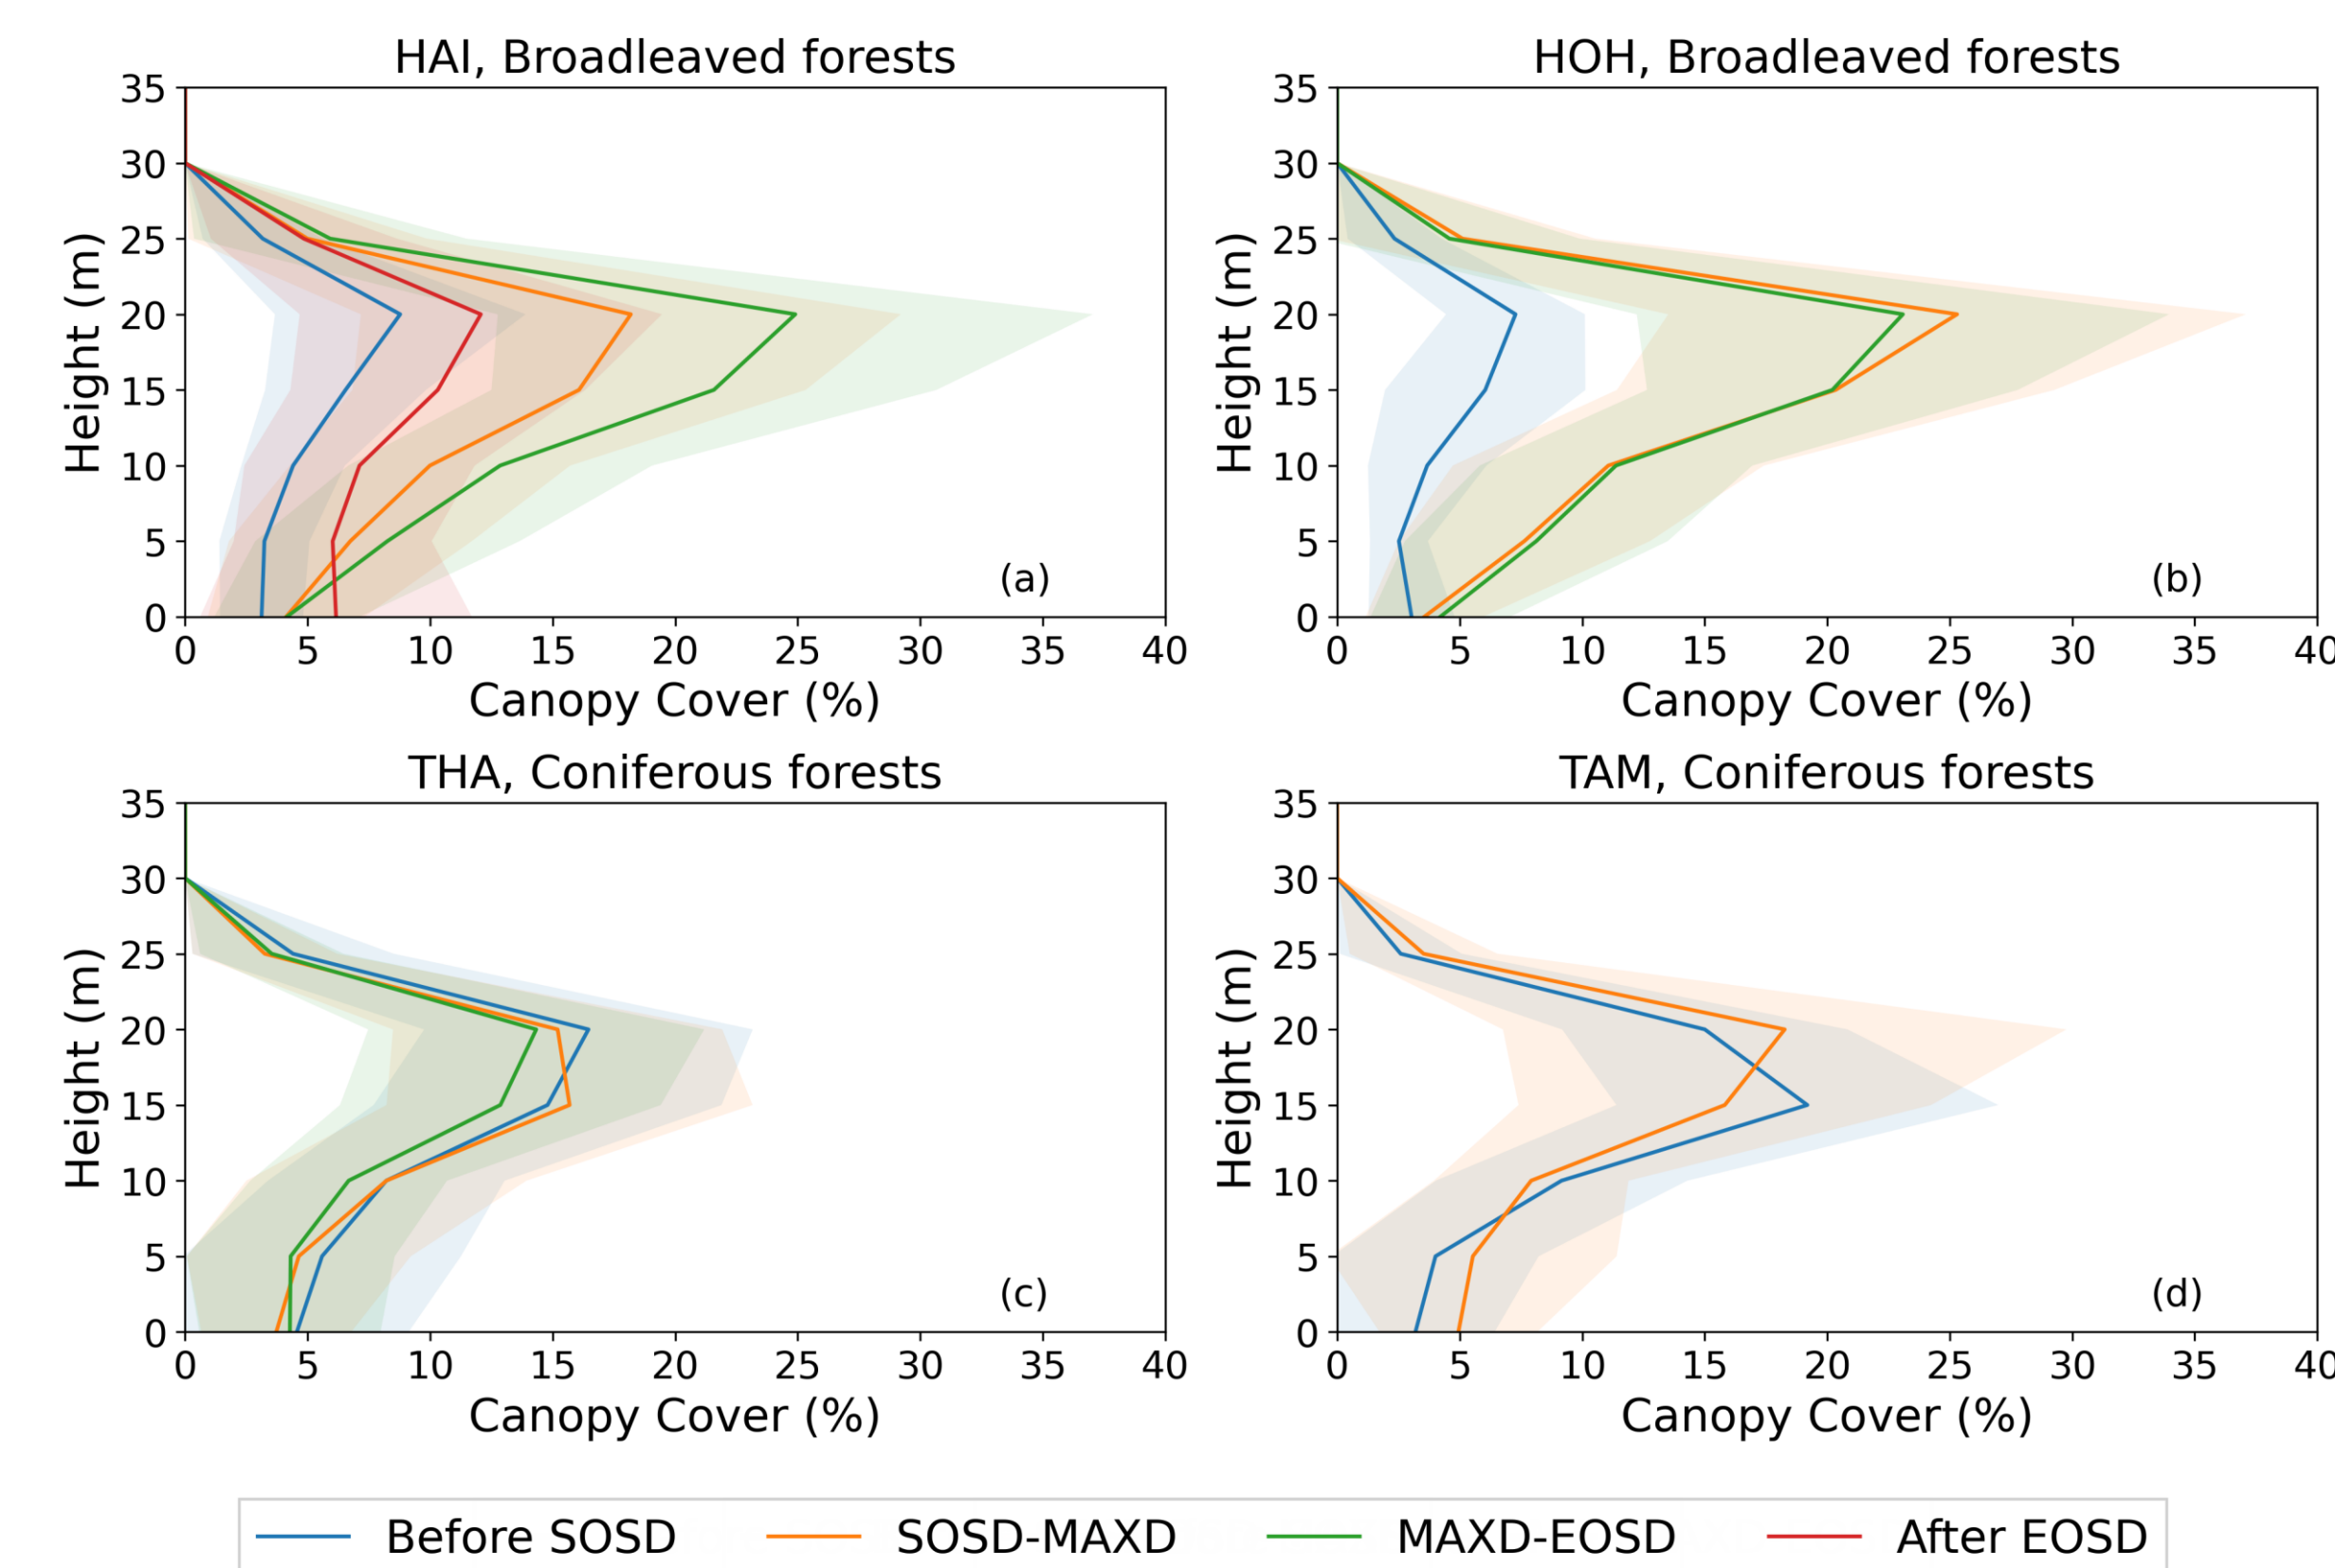 HAI, Broadleaved forests
35
30
25
20
15
10
5
0
Height (m)
(a)
0 5 10 15 20 25 30 35 40
Canopy Cover (%)
HOH, Broadleaved forests
35
30
25
20
15
10
5
0
Height (m)
(b)
0 5 10 15 20 25 30 35 40
Canopy Cover (%)
THA, Coniferous forests
35
30
25
20
15
10
5
0
Height (m)
(c)
0 5 10 15 20 25 30 35 40
Canopy Cover (%)
TAM, Coniferous forests
35
30
25
20
15
10
5
0
Height (m)
(d)
0 5 10 15 20 25 30 35 40
Canopy Cover (%)
Before SOSD SOSD-MAXD MAXD-EOSD After EOSD